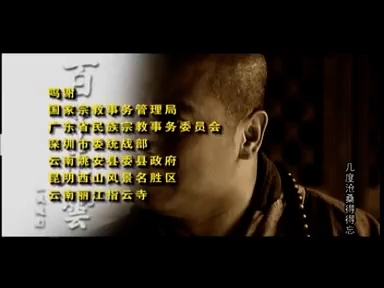 鸣谢
国家宗教事务管理局
广东省民族宗教事务委员会
深圳市委统战部
云南姚安县委县政府
昆明西山风景名胜区
云南丽江指云寺
几度沧桑得得忘
百
雲